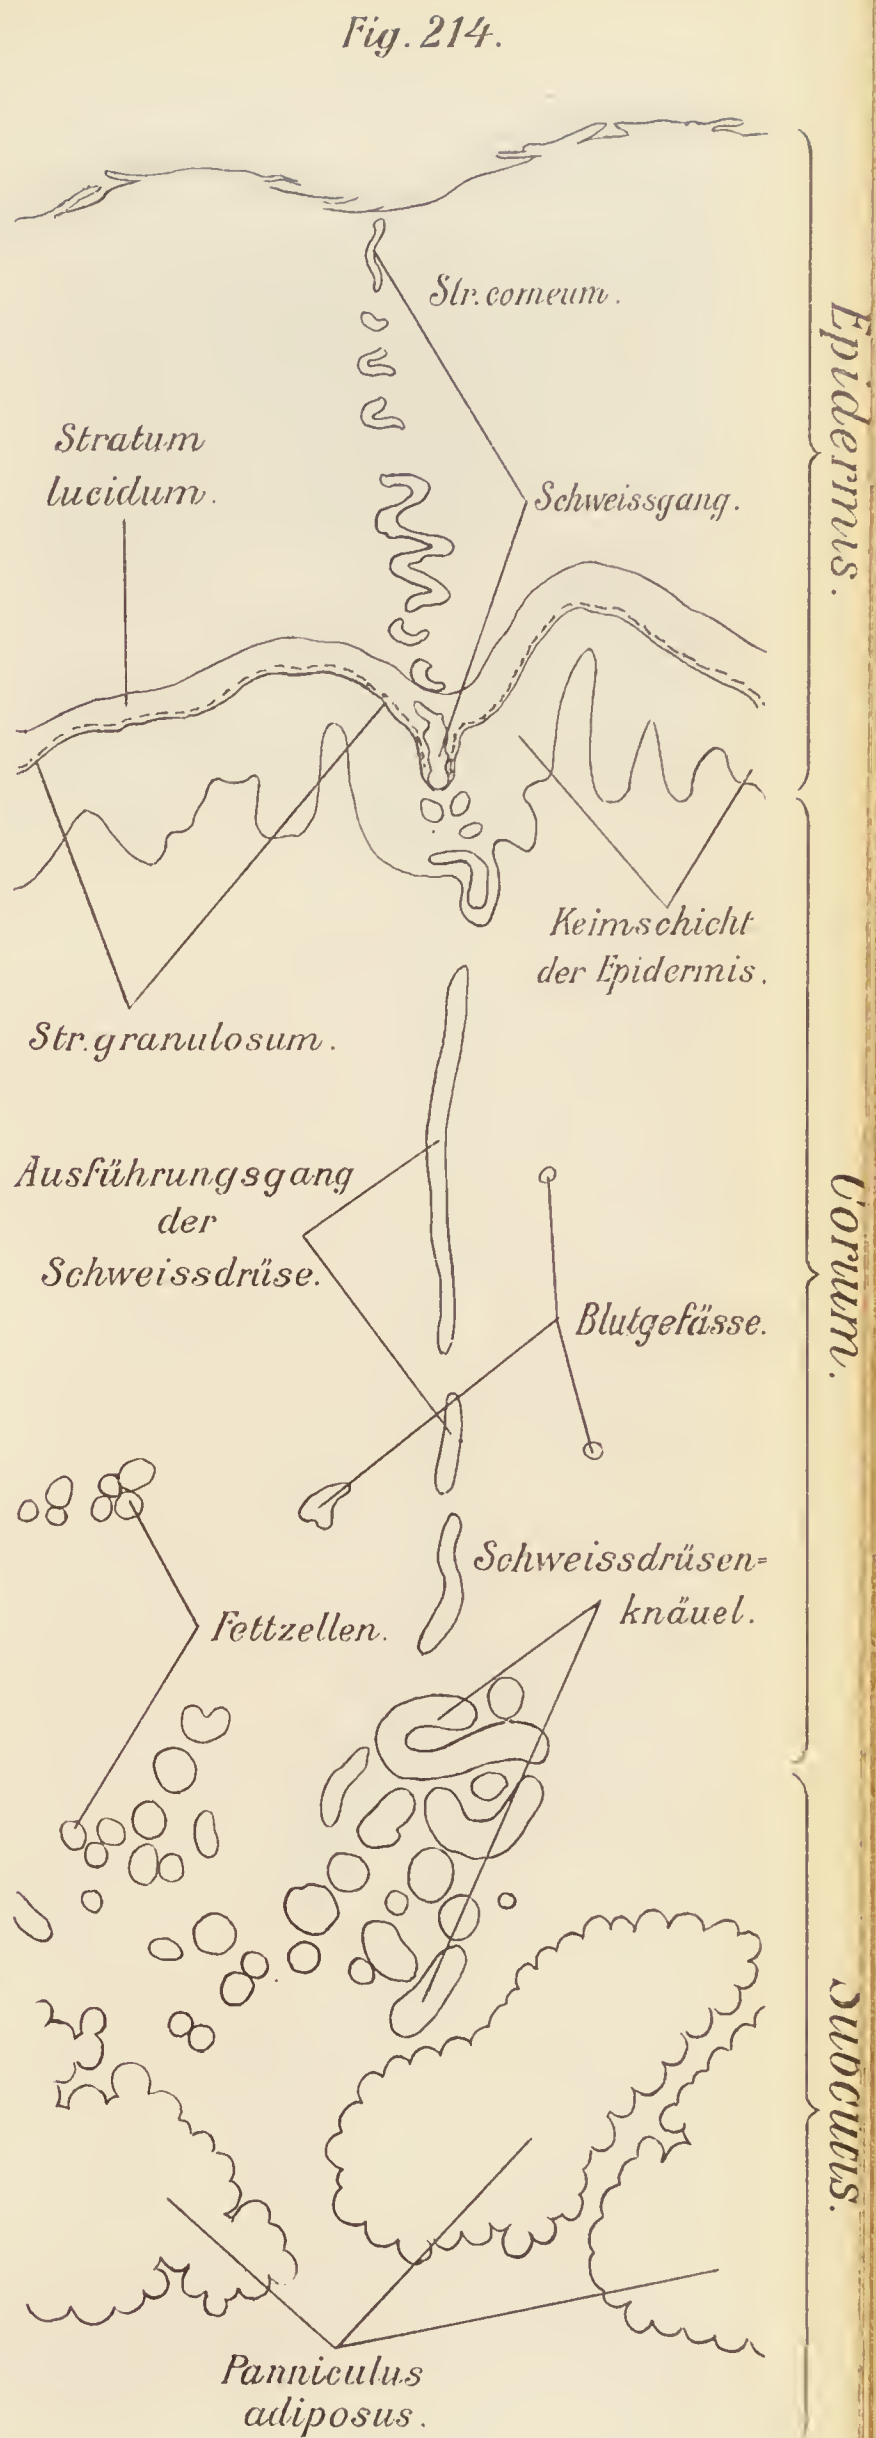 Fig. 214.
Str. corneum.
Epidermis.
Stratum
lucidum.
Schweissgang.
Keimschicht
der Epidermis.
Str. granulosum.
Ausführungsgang
der
Schweissdrüse.
Corium.
Blutgefässe.
Schweissdrüsen=
knäuel.
Fettzellen.
Subcutis.
Panniculus
adiposus.